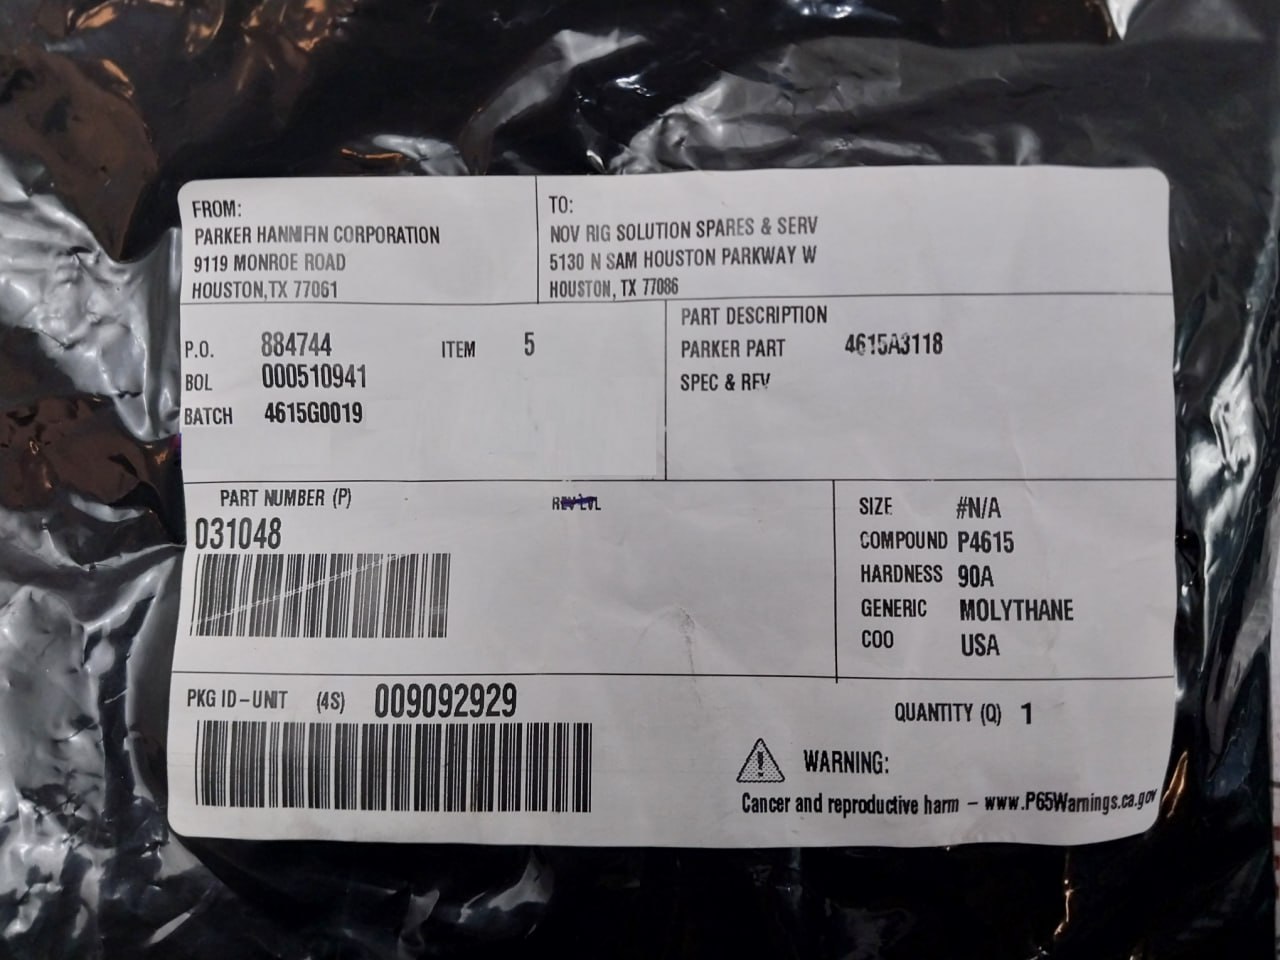 FROM:
PARKER HANNIFIN CORPORATION
9119 MONROE ROAD
HOUSTON,TX 77061
TO:
NOV RIG SOLUTION SPARES & SERV
5130 N SAM HOUSTON PARKWAY W
HOUSTON, TX 77086
P.O. 884744 ITEM 5
BOL 000510941
BATCH 4615G0019
PART DESCRIPTION
PARKER PART 4615A3118
SPEC & REV
PART NUMBER (P)
031048
REV LVL
SIZE #N/A
COMPOUND P4615
HARDNESS 90A
GENERIC MOLYTHANE
COO USA
PKG ID-UNIT (4S) 009092929
QUANTITY (Q) 1
WARNING:
Cancer and reproductive harm - www.P65Warnings.ca.gov